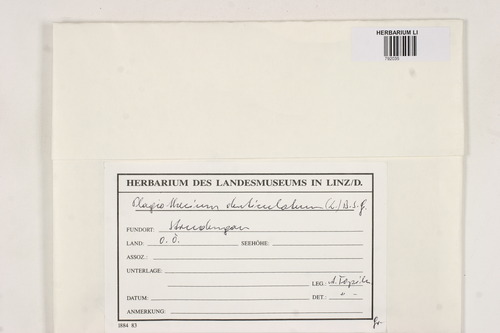 HERBARIUM LI
792035
HERBARIUM DES LANDESMUSEUMS IN LINZ/D.
Plagiothecium denticulatum (L.) B.S.G.
FUNDORT: Strudengau
LAND: O.Ö. SEEHÖHE:
ASSOZ.:
UNTERLAGE:
LEG.:
DATUM: DET.: " -
ANMERKUNG:
1884 83